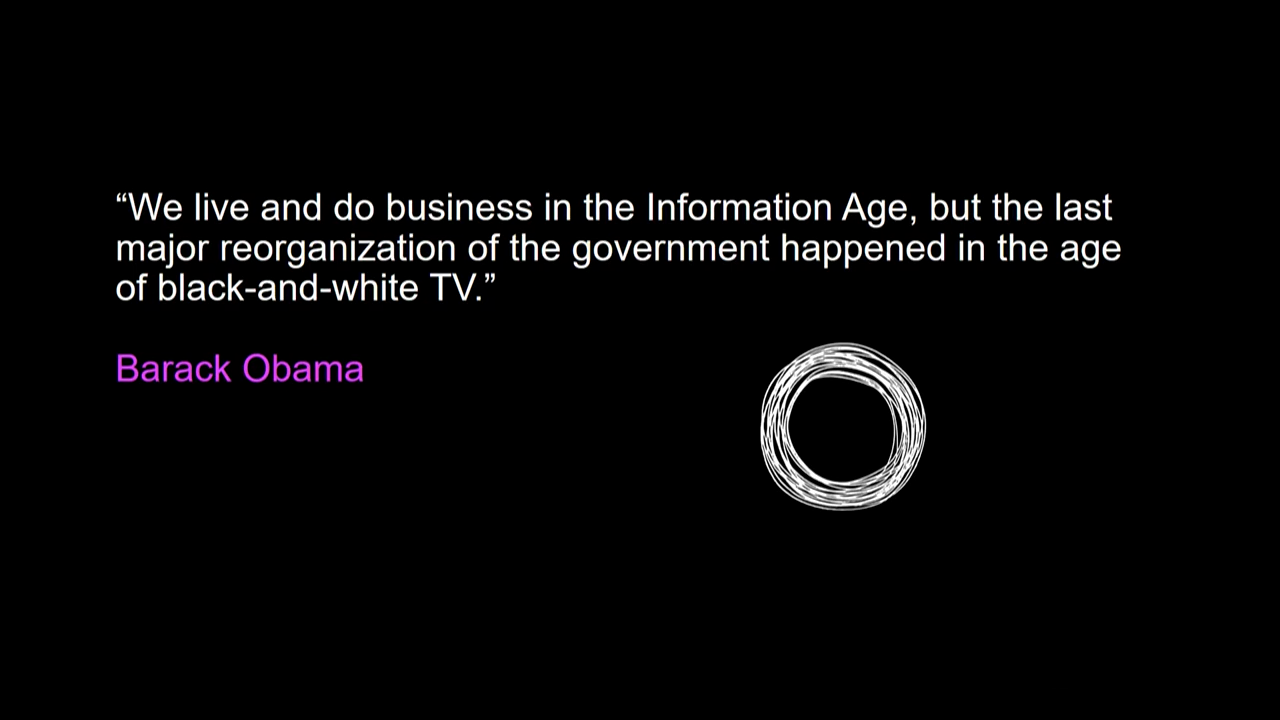 “We live and do business in the Information Age, but the last
major reorganization of the government happened in the age
of black-and-white TV.”
Barack Obama